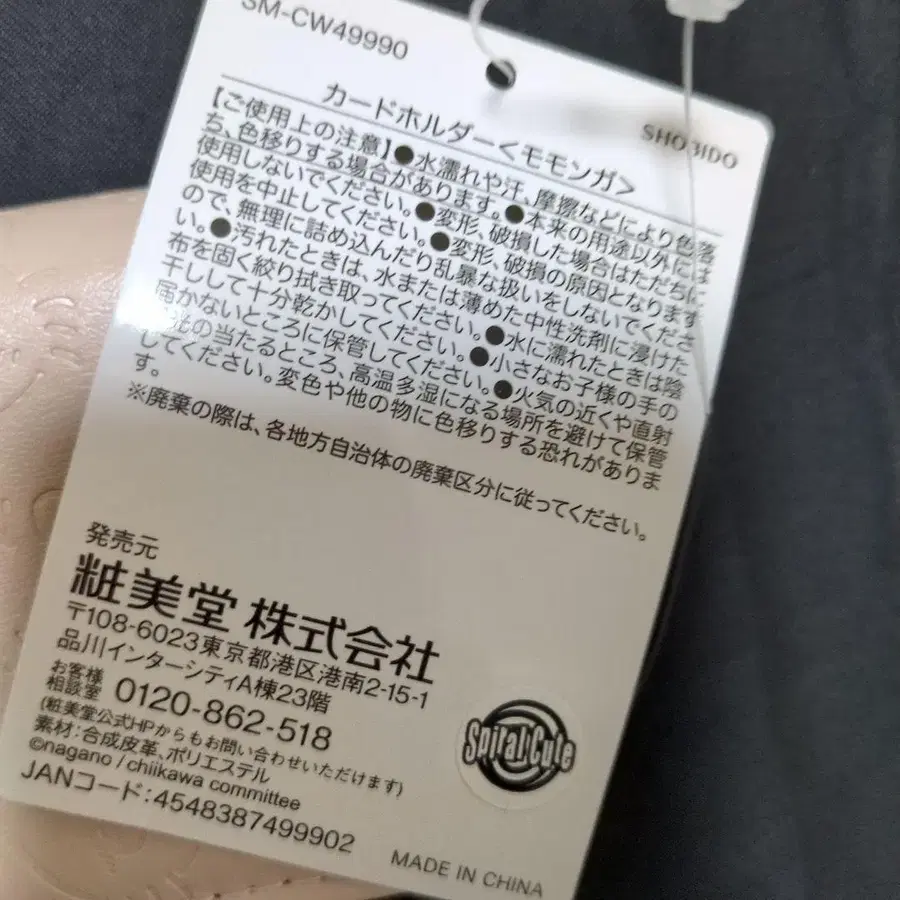 SM-CW49990
SHOBIDO
カードホルダー<モモンガ>
【ご使用上の注意】●水濡れや汗、摩擦などにより色落
ち、色移りする場合があります。●本来の用途以外には
使用しないでください。●変形、破損した場合はただちに
使用を中止してください。●変形、破損の原因となります
ので、無理に詰め込んだり乱暴な扱いをしないでくださ
い。●汚れたときは、水または薄めた中性洗剤に浸けた
布を固く絞り拭き取ってください。●水に濡れたときは陰
干しして十分乾かしてください。●小さなお子様の手の
届かないところに保管してください。●火気の近くや直射
日光の当たるところ、高温多湿になる場所を避けて保管
してください。変色や他の物に色移りする恐れがありま
す。
※廃棄の際は、各地方自治体の廃棄区分に従ってください。
発売元
粧美堂 株式会社
〒108-6023東京都港区港南2-15-1
品川インターシティA棟23階
お客様
相談室 0120-862-518
(粧美堂公式HPからもお問い合わせいただけます)
素材:合成皮革、ポリエステル
©nagano / chiikawa committee
JANコード:4548387499902
Spiral Cute
MADE IN CHINA